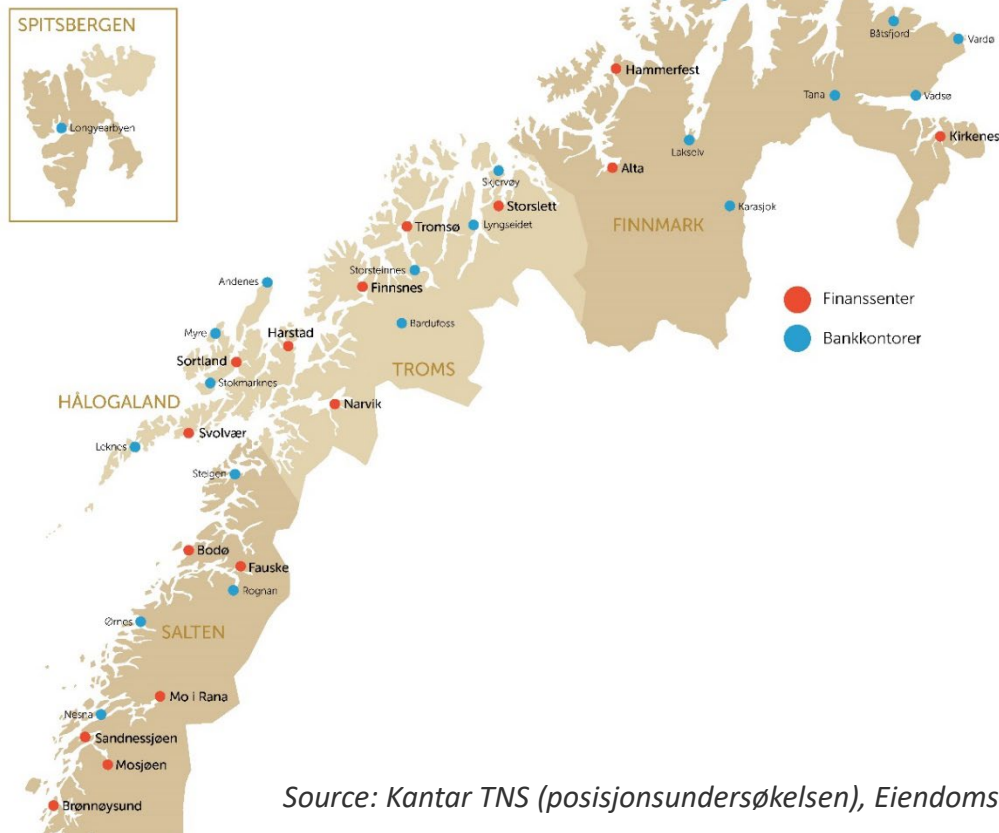 SPITSBERGEN
Longyearbyen
Båtsfjord
Vardø
Hammerfest
Tana
Vadsø
Kirkenes
Lakselv
Alta
Skjervøy
Storslett
Karasjok
Tromsø
Lyngseidet
FINNMARK
Storsteinnes
Andenes
Finnsnes
Finanssenter
Bardufoss
Myre
Harstad
Bankkontorer
Sortland
TROMS
Stokmarknes
HÅLOGALAND
Narvik
Svolvær
Leknes
Steigen
Bodø
Fauske
Rognan
Ørnes
SALTEN
Mo i Rana
Nesna
Sandnessjøen
Mosjøen
Brønnøysund
Source: Kantar TNS (posisjonsundersøkelsen), Eiendoms